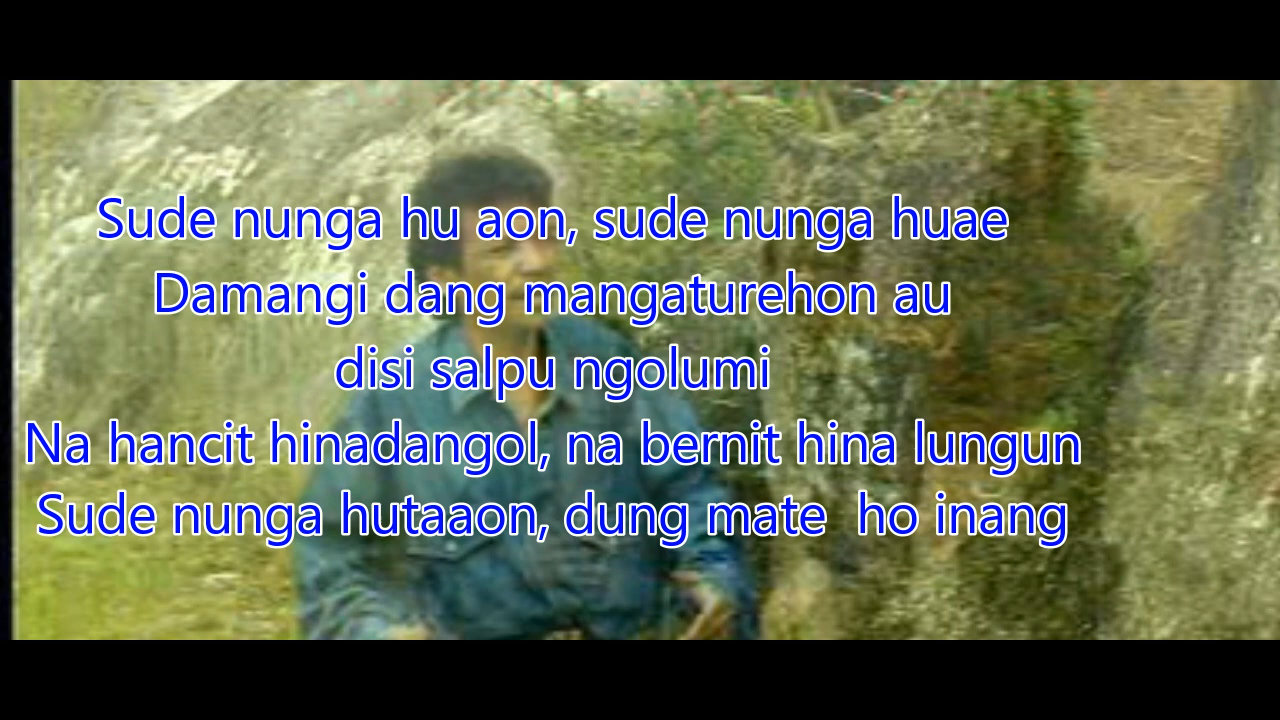 Sude nunga hu aon, sude nunga huae
Damangi dang mangaturehon au
disi salpu ngolumi
Na hancit hinadangol, na bernit hina lungun
Sude nunga hutaaon, dung mate  ho inang